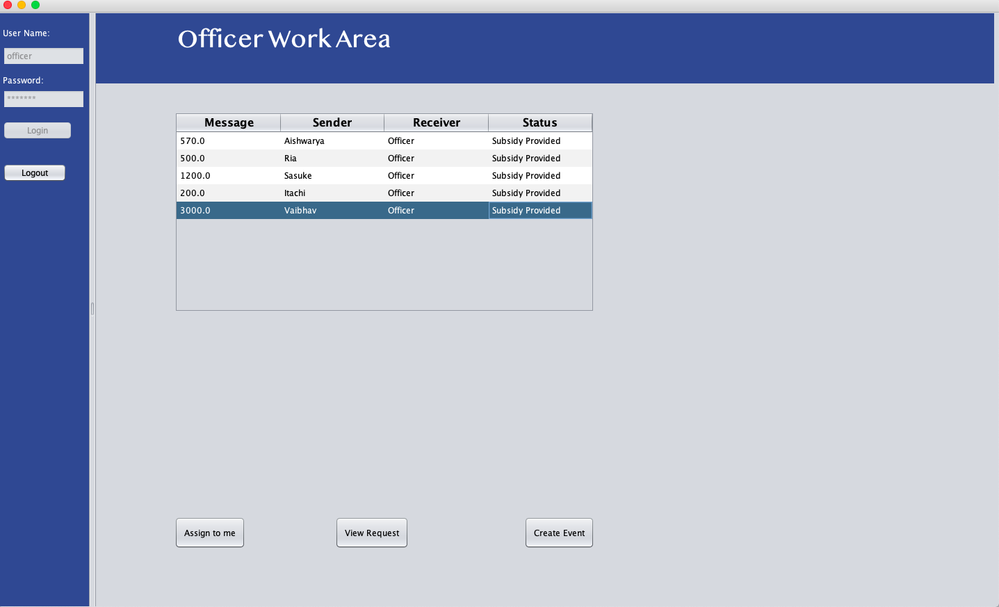 User Name:
officer
Password:
*******
Login
Logout
Officer Work Area
Message Sender Receiver Status
570.0 Aishwarya Officer Subsidy Provided
500.0 Ria Officer Subsidy Provided
1200.0 Sasuke Officer Subsidy Provided
200.0 Itachi Officer Subsidy Provided
3000.0 Vaibhav Officer Subsidy Provided
Assign to me View Request Create Event